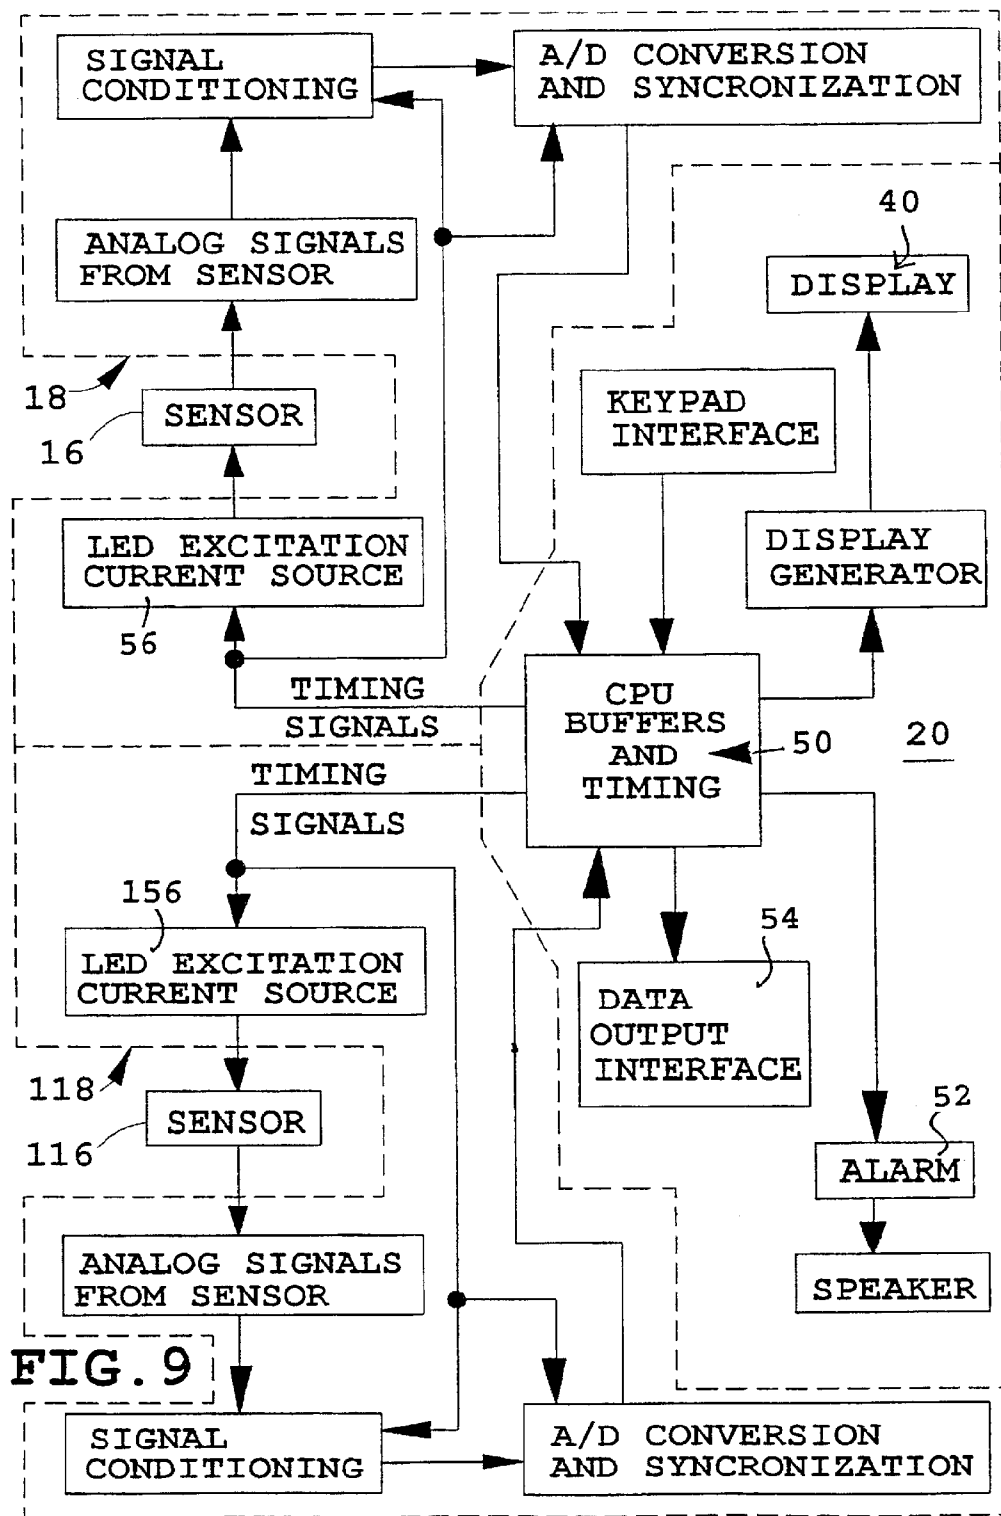 SIGNAL
CONDITIONING
A/D CONVERSION
AND SYNCRONIZATION
ANALOG SIGNALS
FROM SENSOR
40
DISPLAY
18
SENSOR
16
KEYPAD
INTERFACE
LED EXCITATION
CURRENT SOURCE
56
DISPLAY
GENERATOR
TIMING
SIGNALS
CPU
BUFFERS
AND
TIMING
50
20
TIMING
SIGNALS
156
LED EXCITATION
CURRENT SOURCE
54
DATA
OUTPUT
INTERFACE
118
SENSOR
116
52
ALARM
ANALOG SIGNALS
FROM SENSOR
SPEAKER
FIG. 9
SIGNAL
CONDITIONING
A/D CONVERSION
AND SYNCRONIZATION